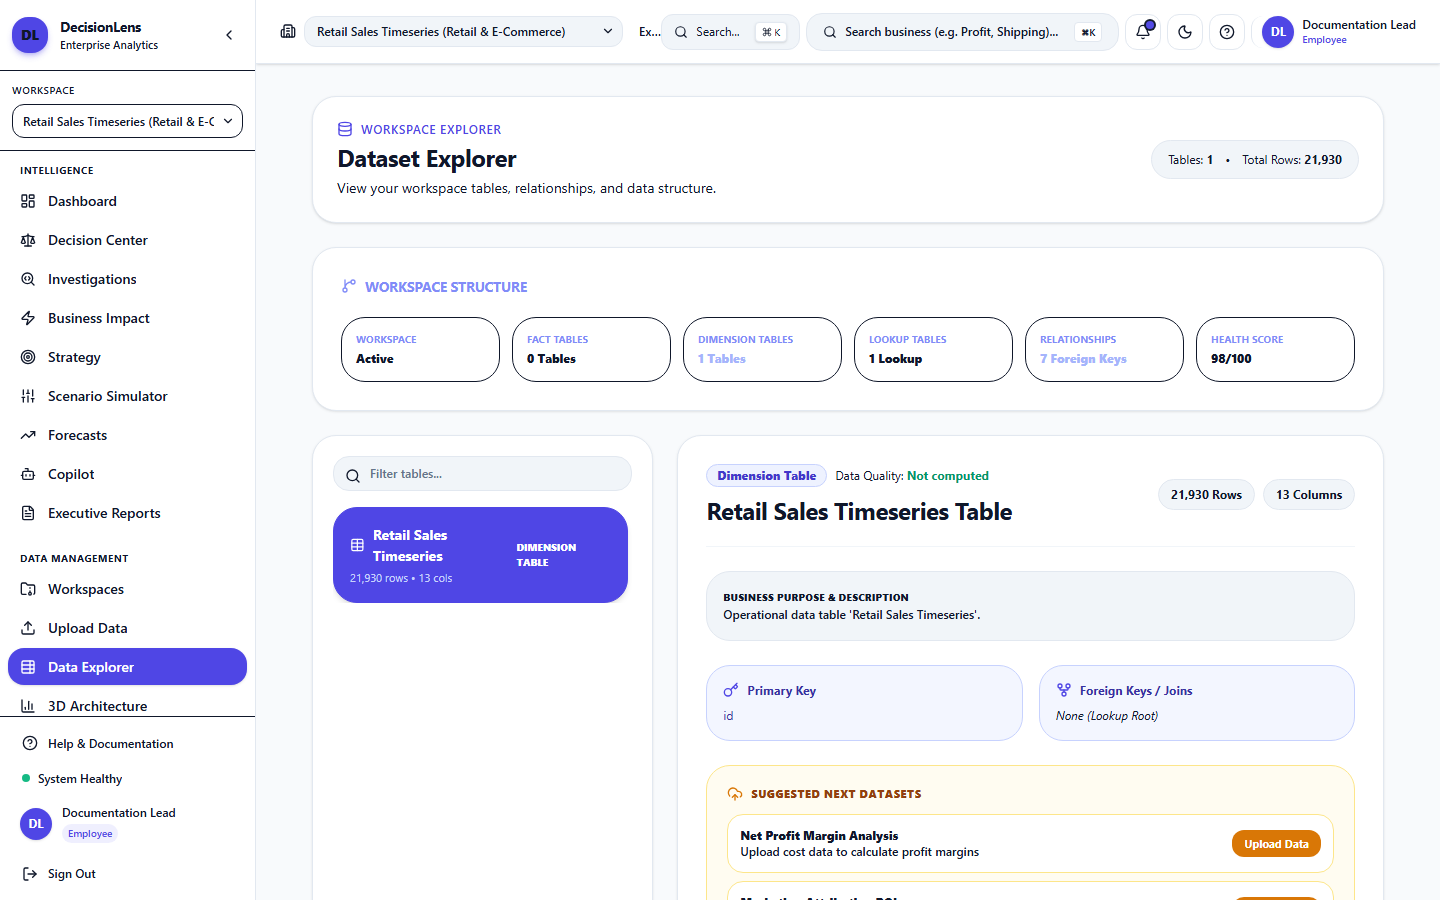 DL
DecisionLens
Enterprise Analytics
WORKSPACE
Retail Sales Timeseries (Retail & E-C
INTELLIGENCE
Dashboard
Decision Center
Investigations
Business Impact
Strategy
Scenario Simulator
Forecasts
Copilot
Executive Reports
DATA MANAGEMENT
Workspaces
Upload Data
Data Explorer
3D Architecture
Help & Documentation
System Healthy
DL
Documentation Lead
Employee
Sign Out
Retail Sales Timeseries (Retail & E-Commerce)
Ex...
Search...
⌘ K
Search business (e.g. Profit, Shipping)...
⌘K
DL
Documentation Lead
Employee
WORKSPACE EXPLORER
Dataset Explorer
View your workspace tables, relationships, and data structure.
Tables: 1 • Total Rows: 21,930
WORKSPACE STRUCTURE
WORKSPACE
Active
FACT TABLES
0 Tables
DIMENSION TABLES
1 Tables
LOOKUP TABLES
1 Lookup
RELATIONSHIPS
7 Foreign Keys
HEALTH SCORE
98/100
Filter tables...
Retail Sales
Timeseries
DIMENSION
TABLE
21,930 rows • 13 cols
Dimension Table
Data Quality: Not computed
Retail Sales Timeseries Table
21,930 Rows
13 Columns
BUSINESS PURPOSE & DESCRIPTION
Operational data table 'Retail Sales Timeseries'.
Primary Key
id
Foreign Keys / Joins
None (Lookup Root)
SUGGESTED NEXT DATASETS
Net Profit Margin Analysis
Upload cost data to calculate profit margins
Upload Data